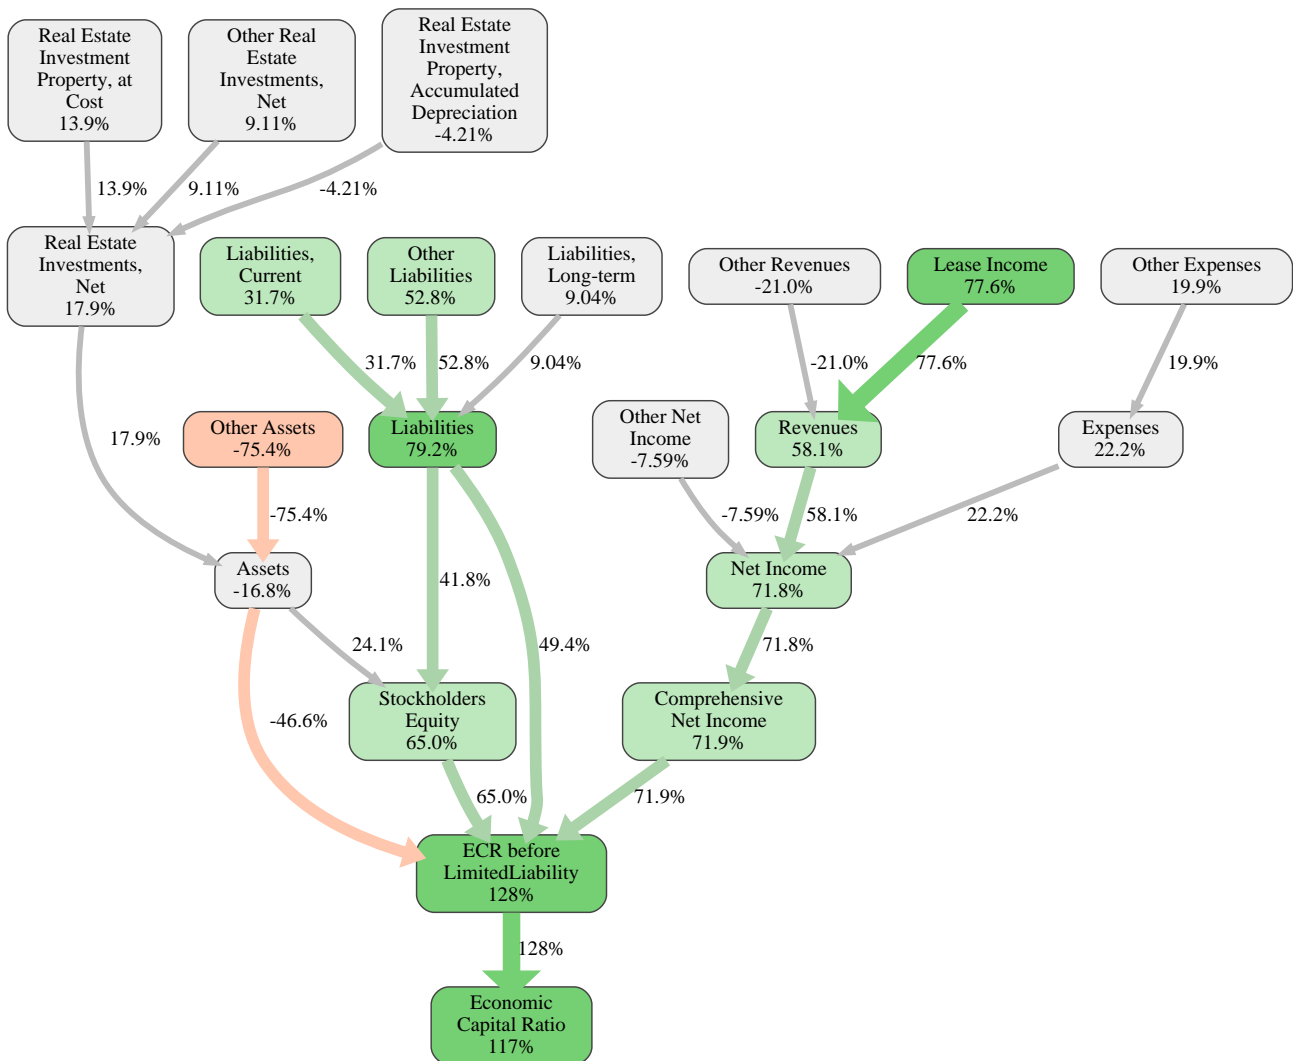 Real Estate
Investment
Property, at
Cost
13.9%
Other Real
Estate
Investments,
Net
9.11%
Real Estate
Investment
Property,
Accumulated
Depreciation
-4.21%
13.9%
9.11%
-4.21%
Real Estate
Investments,
Net
17.9%
Liabilities,
Current
31.7%
Other
Liabilities
52.8%
Liabilities,
Long-term
9.04%
Other Revenues
-21.0%
Lease Income
77.6%
Other Expenses
19.9%
31.7%
52.8%
9.04%
-21.0%
77.6%
19.9%
17.9%
Other Assets
-75.4%
Liabilities
79.2%
Other Net
Income
-7.59%
Revenues
58.1%
Expenses
22.2%
-75.4%
-7.59%
58.1%
22.2%
Assets
-16.8%
41.8%
Net Income
71.8%
24.1%
49.4%
71.8%
-46.6%
Stockholders
Equity
65.0%
Comprehensive
Net Income
71.9%
65.0%
71.9%
ECR before
LimitedLiability
128%
128%
Economic
Capital Ratio
117%